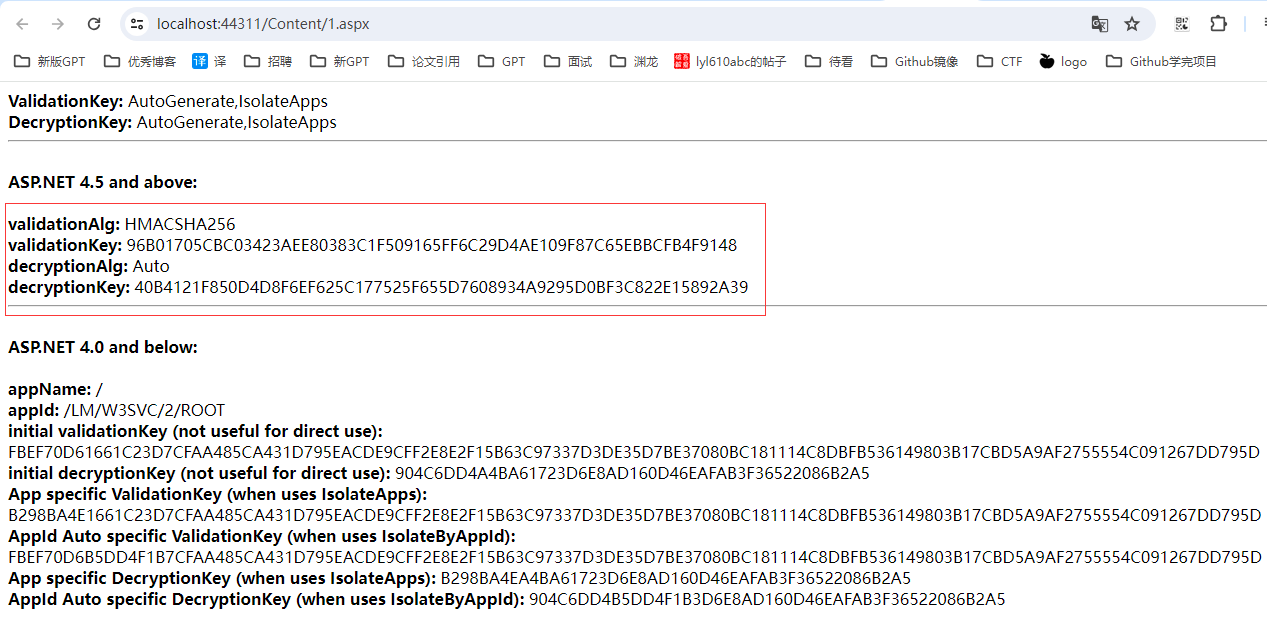 localhost:44311/Content/1.aspx
新版GPT 优秀博客 译 译 招聘 新GPT 论文引用 GPT 面试 渊龙 lyl610abc的帖子 待看 Github镜像 CTF logo Github学完项目
ValidationKey: AutoGenerate,IsolateApps
DecryptionKey: AutoGenerate,IsolateApps
ASP.NET 4.5 and above:
validationAlg: HMACSHA256
validationKey: 96B01705CBC03423AEE80383C1F509165FF6C29D4AE109F87C65EBBCFB4F9148
decryptionAlg: Auto
decryptionKey: 40B4121F850D4D8F6EF625C177525F655D7608934A9295D0BF3C822E15892A39
ASP.NET 4.0 and below:
appName: /
appId: /LM/W3SVC/2/ROOT
initial validationKey (not useful for direct use):
FBEF70D61661C23D7CFAA485CA431D795EACDE9CFF2E8E2F15B63C97337D3DE35D7BE37080BC181114C8DBFB536149803B17CBD5A9AF2755554C091267DD795D
initial decryptionKey (not useful for direct use): 904C6DD4A4BA61723D6E8AD160D46EAFAB3F36522086B2A5
App specific ValidationKey (when uses IsolateApps):
B298BA4E1661C23D7CFAA485CA431D795EACDE9CFF2E8E2F15B63C97337D3DE35D7BE37080BC181114C8DBFB536149803B17CBD5A9AF2755554C091267DD795D
AppId Auto specific ValidationKey (when uses IsolateByAppId):
FBEF70D6B5DD4F1B7CFAA485CA431D795EACDE9CFF2E8E2F15B63C97337D3DE35D7BE37080BC181114C8DBFB536149803B17CBD5A9AF2755554C091267DD795D
App specific DecryptionKey (when uses IsolateApps): B298BA4EA4BA61723D6E8AD160D46EAFAB3F36522086B2A5
AppId Auto specific DecryptionKey (when uses IsolateByAppId): 904C6DD4B5DD4F1B3D6E8AD160D46EAFAB3F36522086B2A5